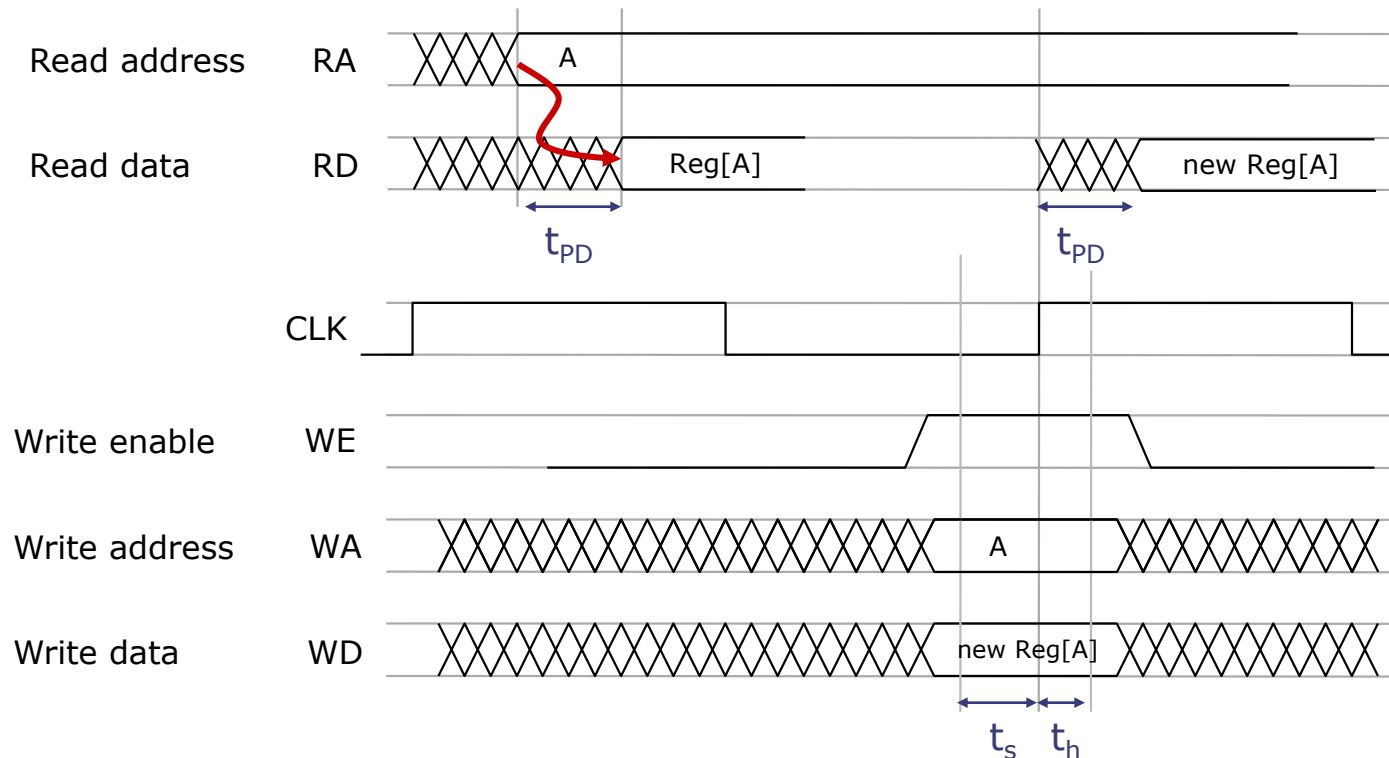 Read address RA A
Read data RD Reg[A] new Reg[A]
tPD tPD
CLK
Write enable WE
Write address WA A
Write data WD new Reg[A]
ts th